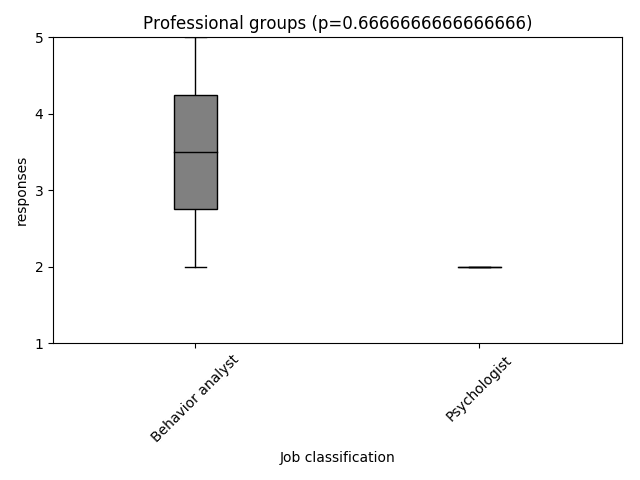 Professional groups (p=0.6666666666666666)
5
4
3
2
1
responses
Behavior analyst
Psychologist
Job classification